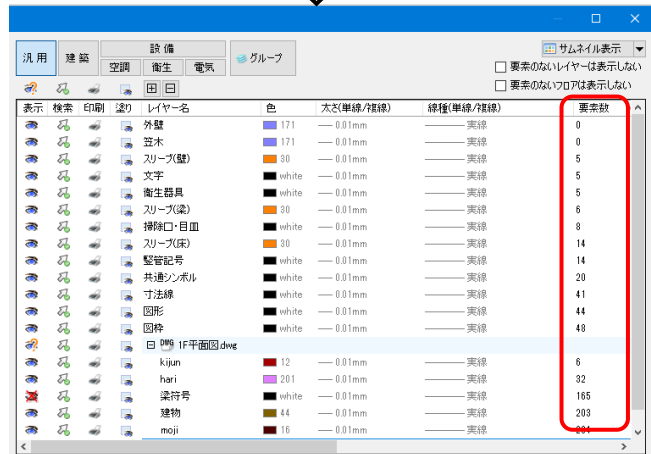 サムネイル表示
汎用 建築 設備 グループ
空調 衛生 電気
要素のないレイヤーは表示しない
要素のないフロアは表示しない
表示 検索 印刷 塗り レイヤー名 色 太さ(単線/複線) 線種(単線/複線) 要素数
外壁 171 0.01mm 実線 0
笠木 171 0.01mm 実線 0
スリーブ(壁) 30 0.01mm 実線 5
文字 white 0.01mm 実線 5
衛生器具 white 0.01mm 実線 5
スリーブ(梁) 30 0.01mm 実線 6
掃除口・目皿 white 0.01mm 実線 8
スリーブ(床) 30 0.01mm 実線 14
竪管記号 white 0.01mm 実線 14
共通シンボル white 0.01mm 実線 20
寸法線 white 0.01mm 実線 41
図形 white 0.01mm 実線 44
図枠 white 0.01mm 実線 48
DWG 1F平面図.dwg
kijun 12 0.01mm 実線 6
hari 201 0.01mm 実線 32
梁符号 white 0.01mm 実線 165
建物 44 0.01mm 実線 203
moji 16 0.01mm 実線